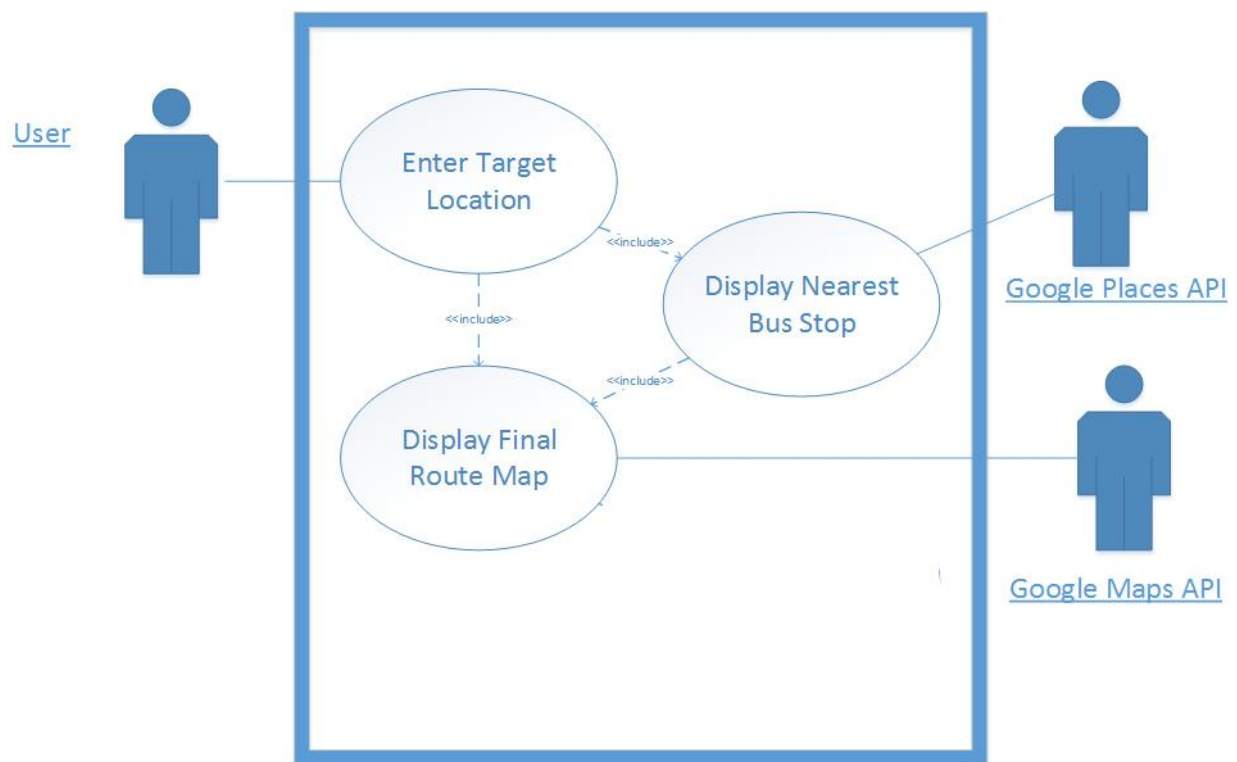 User
Enter Target
Location
<<include>>
Display Nearest
Bus Stop
Google Places API
<<include>>
<<include>>
Display Final
Route Map
Google Maps API